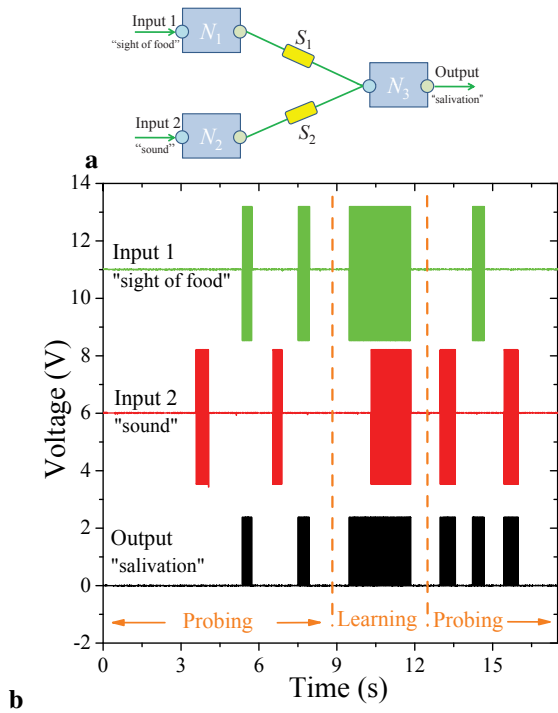 Input 1
"sight of food"
N1
S1
Output
N3
"salivation"
Input 2
"sound"
N2
S2
a
14
12
10
8
6
4
2
0
-2
Voltage (V)
Input 1
"sight of food"
Input 2
"sound"
Output
"salivation"
Probing
Learning
Probing
0
3
6
9
12
15
Time (s)
b